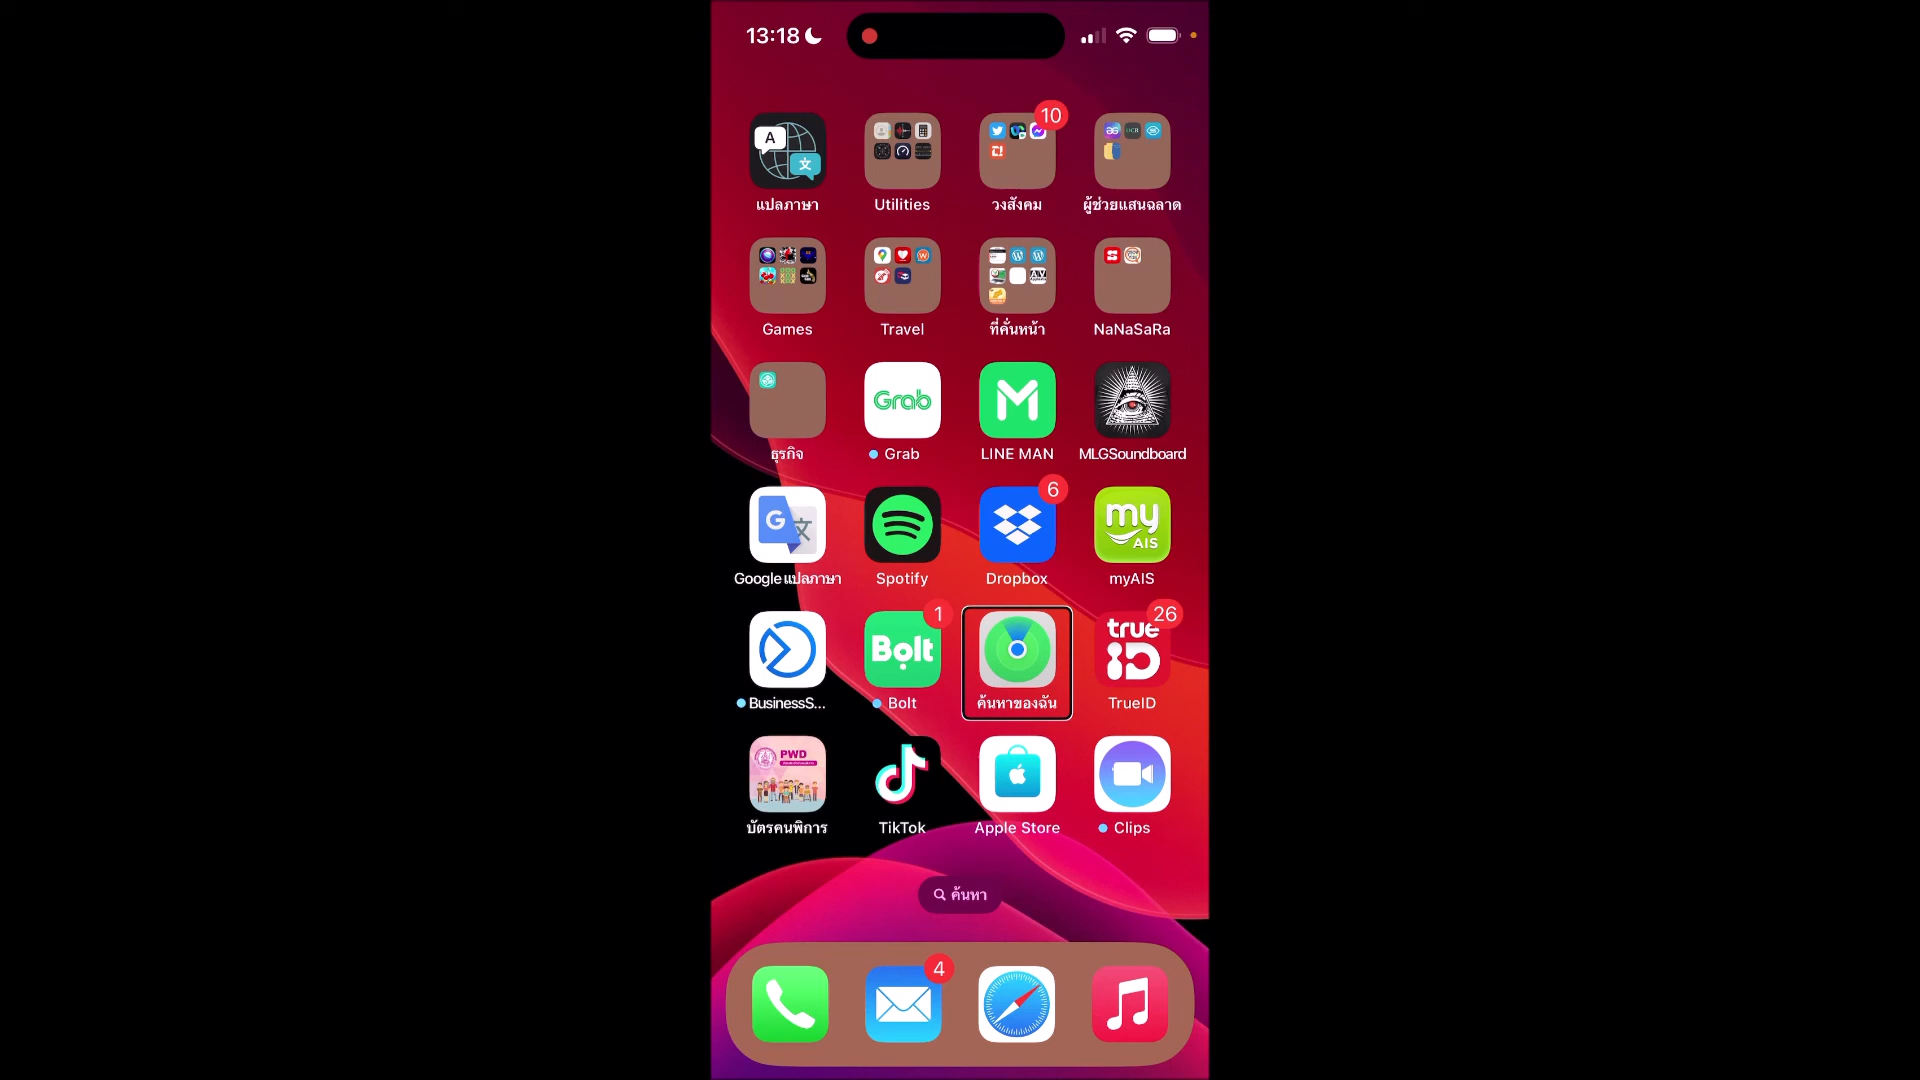 13:18
10
แปลภาษา
Utilities
วงสังคม
ผู้ช่วยแสนฉลาด
Games
Travel
ที่คั่นหน้า
NaNaSaRa
Grab
ธุรกิจ
Grab
LINE MAN
MLGSoundboard
6
my
AIS
Google แปลภาษา
Spotify
Dropbox
myAIS
1
26
Bolt
true
iD
BusinessS...
Bolt
ค้นหาของฉัน
TrueID
PWD
บัตรคนพิการ
TikTok
Apple Store
Clips
ค้นหา
4